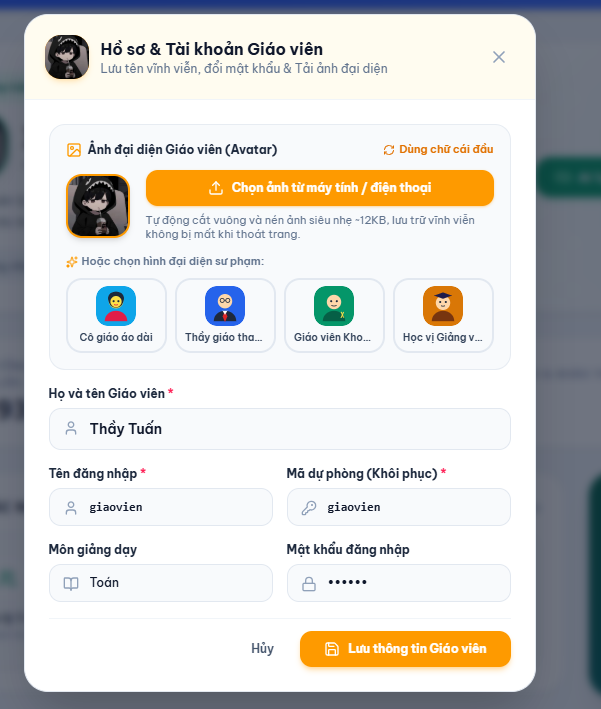 Hồ sơ & Tài khoản Giáo viên
Lưu tên vĩnh viễn, đổi mật khẩu & Tải ảnh đại diện
Ảnh đại diện Giáo viên (Avatar)
Dùng chữ cái đầu
Chọn ảnh từ máy tính / điện thoại
Tự động cắt vuông và nén ảnh siêu nhẹ ~12KB, lưu trữ vĩnh viễn
không bị mất khi thoát trang.
Hoặc chọn hình đại diện sư phạm:
Cô giáo áo dài
Thầy giáo tha...
Giáo viên Kho...
Học vị Giảng v...
Họ và tên Giáo viên *
Thầy Tuấn
Tên đăng nhập *
Mã dự phòng (Khôi phục) *
giaovien
giaovien
Môn giảng dạy
Mật khẩu đăng nhập
Toán
••••••
Hủy
Lưu thông tin Giáo viên